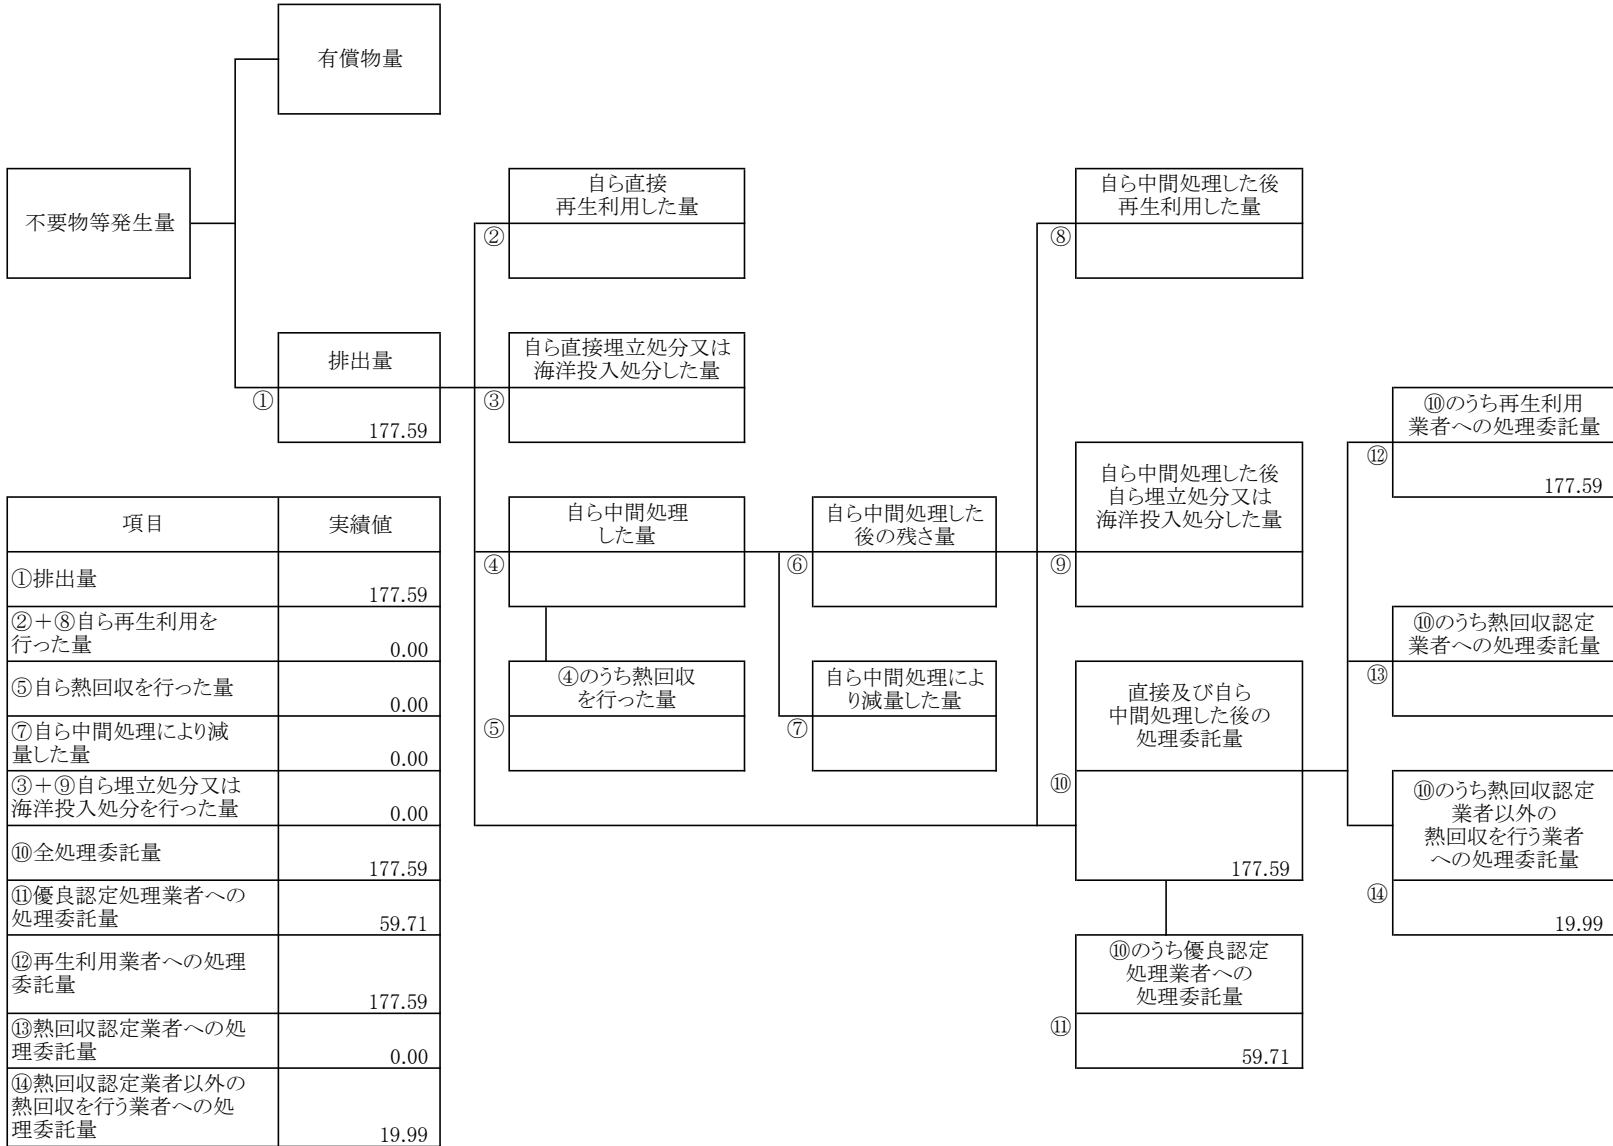 有償物量
不要物等発生量
自ら直接
再生利用した量
②
自ら中間処理した後
再生利用した量
⑧
排出量
①
177.59
自ら直接埋立処分又は
海洋投入処分した量
③
⑩のうち再生利用
業者への処理委託量
⑫
177.59
自ら中間処理
した量
④
自ら中間処理した
後の残さ量
⑥
自ら中間処理した後
自ら埋立処分又は
海洋投入処分した量
⑨
⑩のうち熱回収認定
業者への処理委託量
⑬
④のうち熱回収
を行った量
⑤
自ら中間処理によ
り減量した量
⑦
直接及び自ら
中間処理した後の
処理委託量
⑩
177.59
⑩のうち熱回収認定
業者以外の
熱回収を行う業者
への処理委託量
⑭
19.99
⑩のうち優良認定
処理業者への
処理委託量
⑪
59.71
項目 実績値
①排出量 177.59
②+⑧自ら再生利用を
行った量 0.00
⑤自ら熱回収を行った量 0.00
⑦自ら中間処理により減
量した量 0.00
③+⑨自ら埋立処分又は
海洋投入処分を行った量 0.00
⑩全処理委託量 177.59
⑪優良認定処理業者への
処理委託量 59.71
⑫再生利用業者への処理
委託量 177.59
⑬熱回収認定業者への処
理委託量 0.00
⑭熱回収認定業者以外の
熱回収を行う業者への処
理委託量 19.99